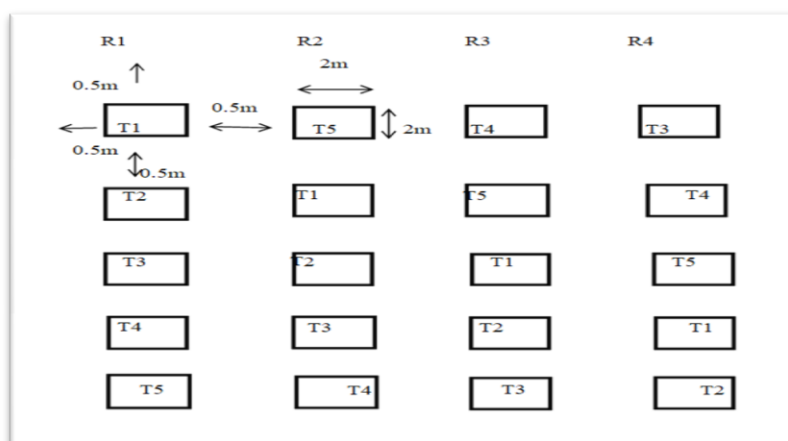 R1 R2 R3 R4
2m
0.5m
0.5m
T1 T5 2m T4 T3
0.5m
0.5m
T2 T1 T5 T4
T3 T2 T1 T5
T4 T3 T2 T1
T5 T4 T3 T2